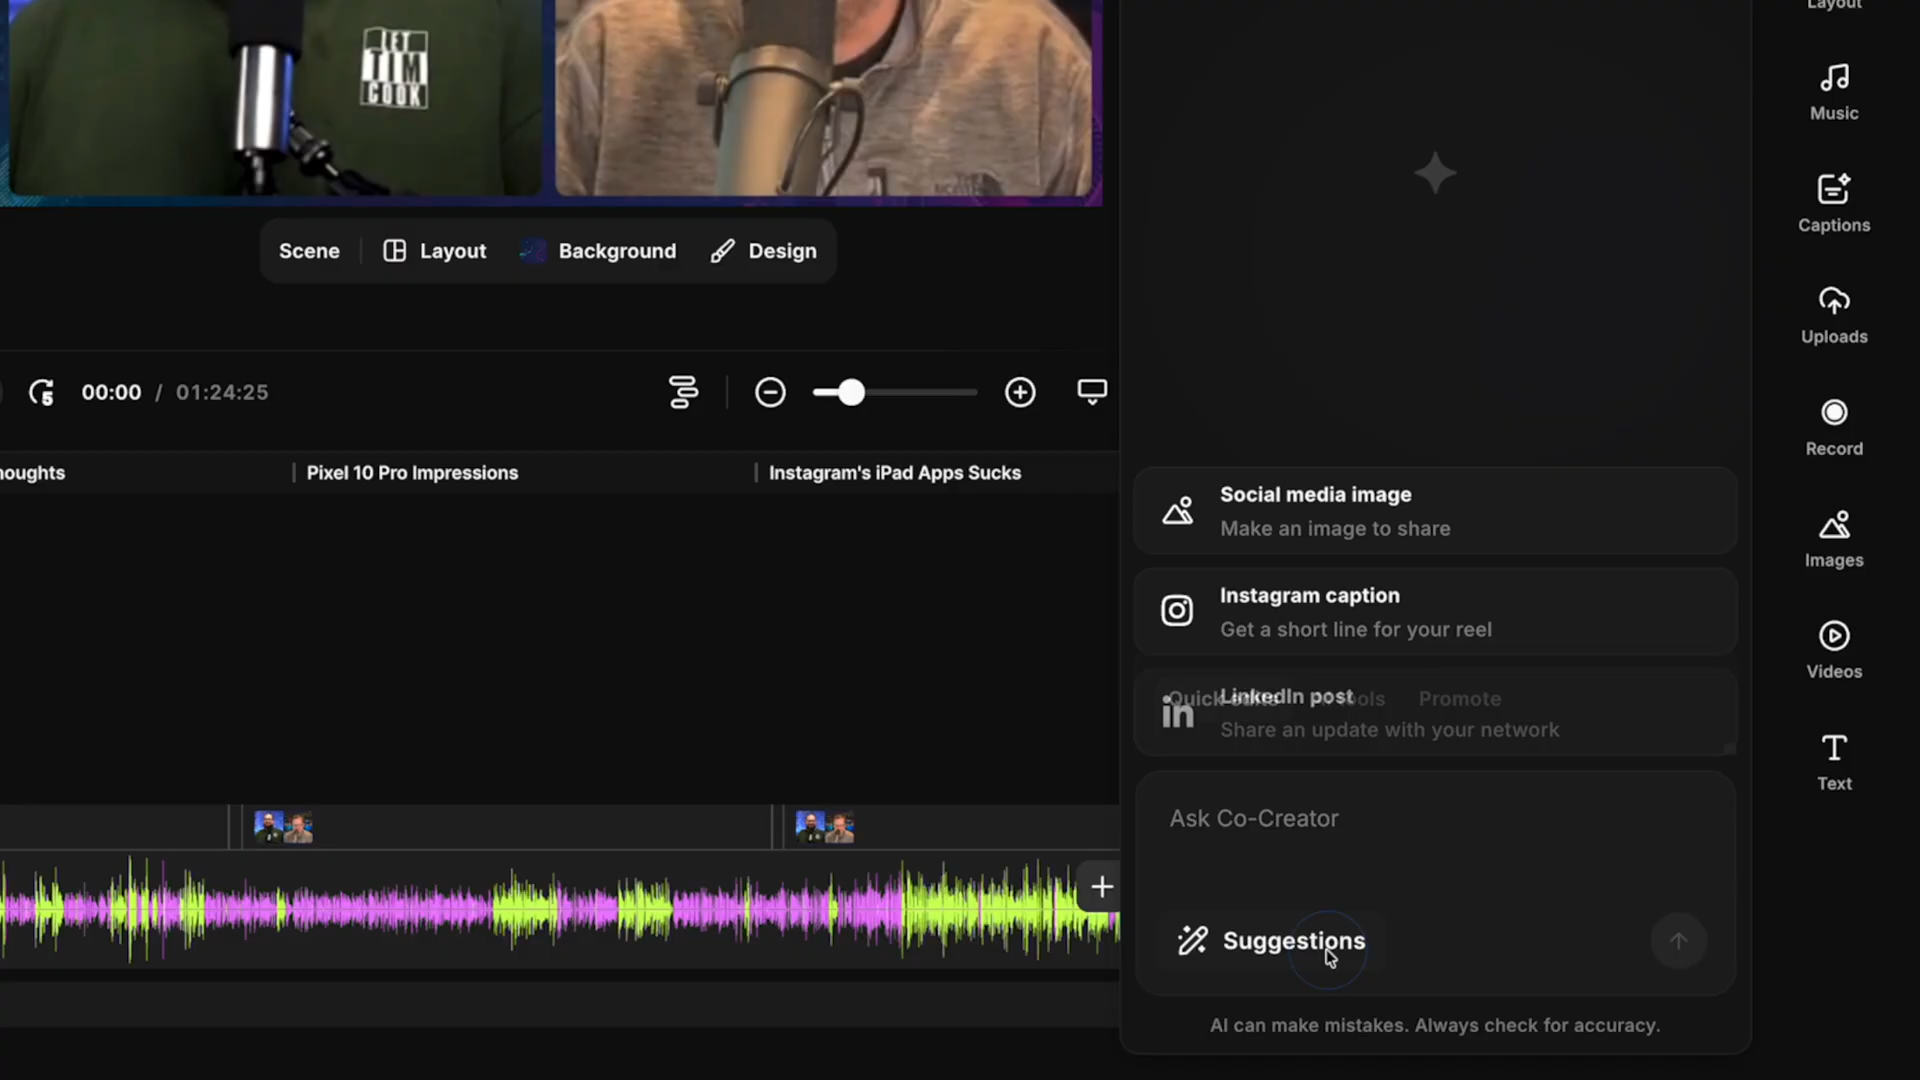 LET
TIM
COOK
Layout
Music
Captions
Uploads
Record
Images
Videos
Text
Scene
Layout
Background
Design
5
00:00 / 01:24:25
houghts
Pixel 10 Pro Impressions
Instagram's iPad Apps Sucks
Social media image
Make an image to share
Instagram caption
Get a short line for your reel
LinkedIn post
Promote
Share an update with your network
in
Ask Co-Creator
Suggestions
AI can make mistakes. Always check for accuracy.